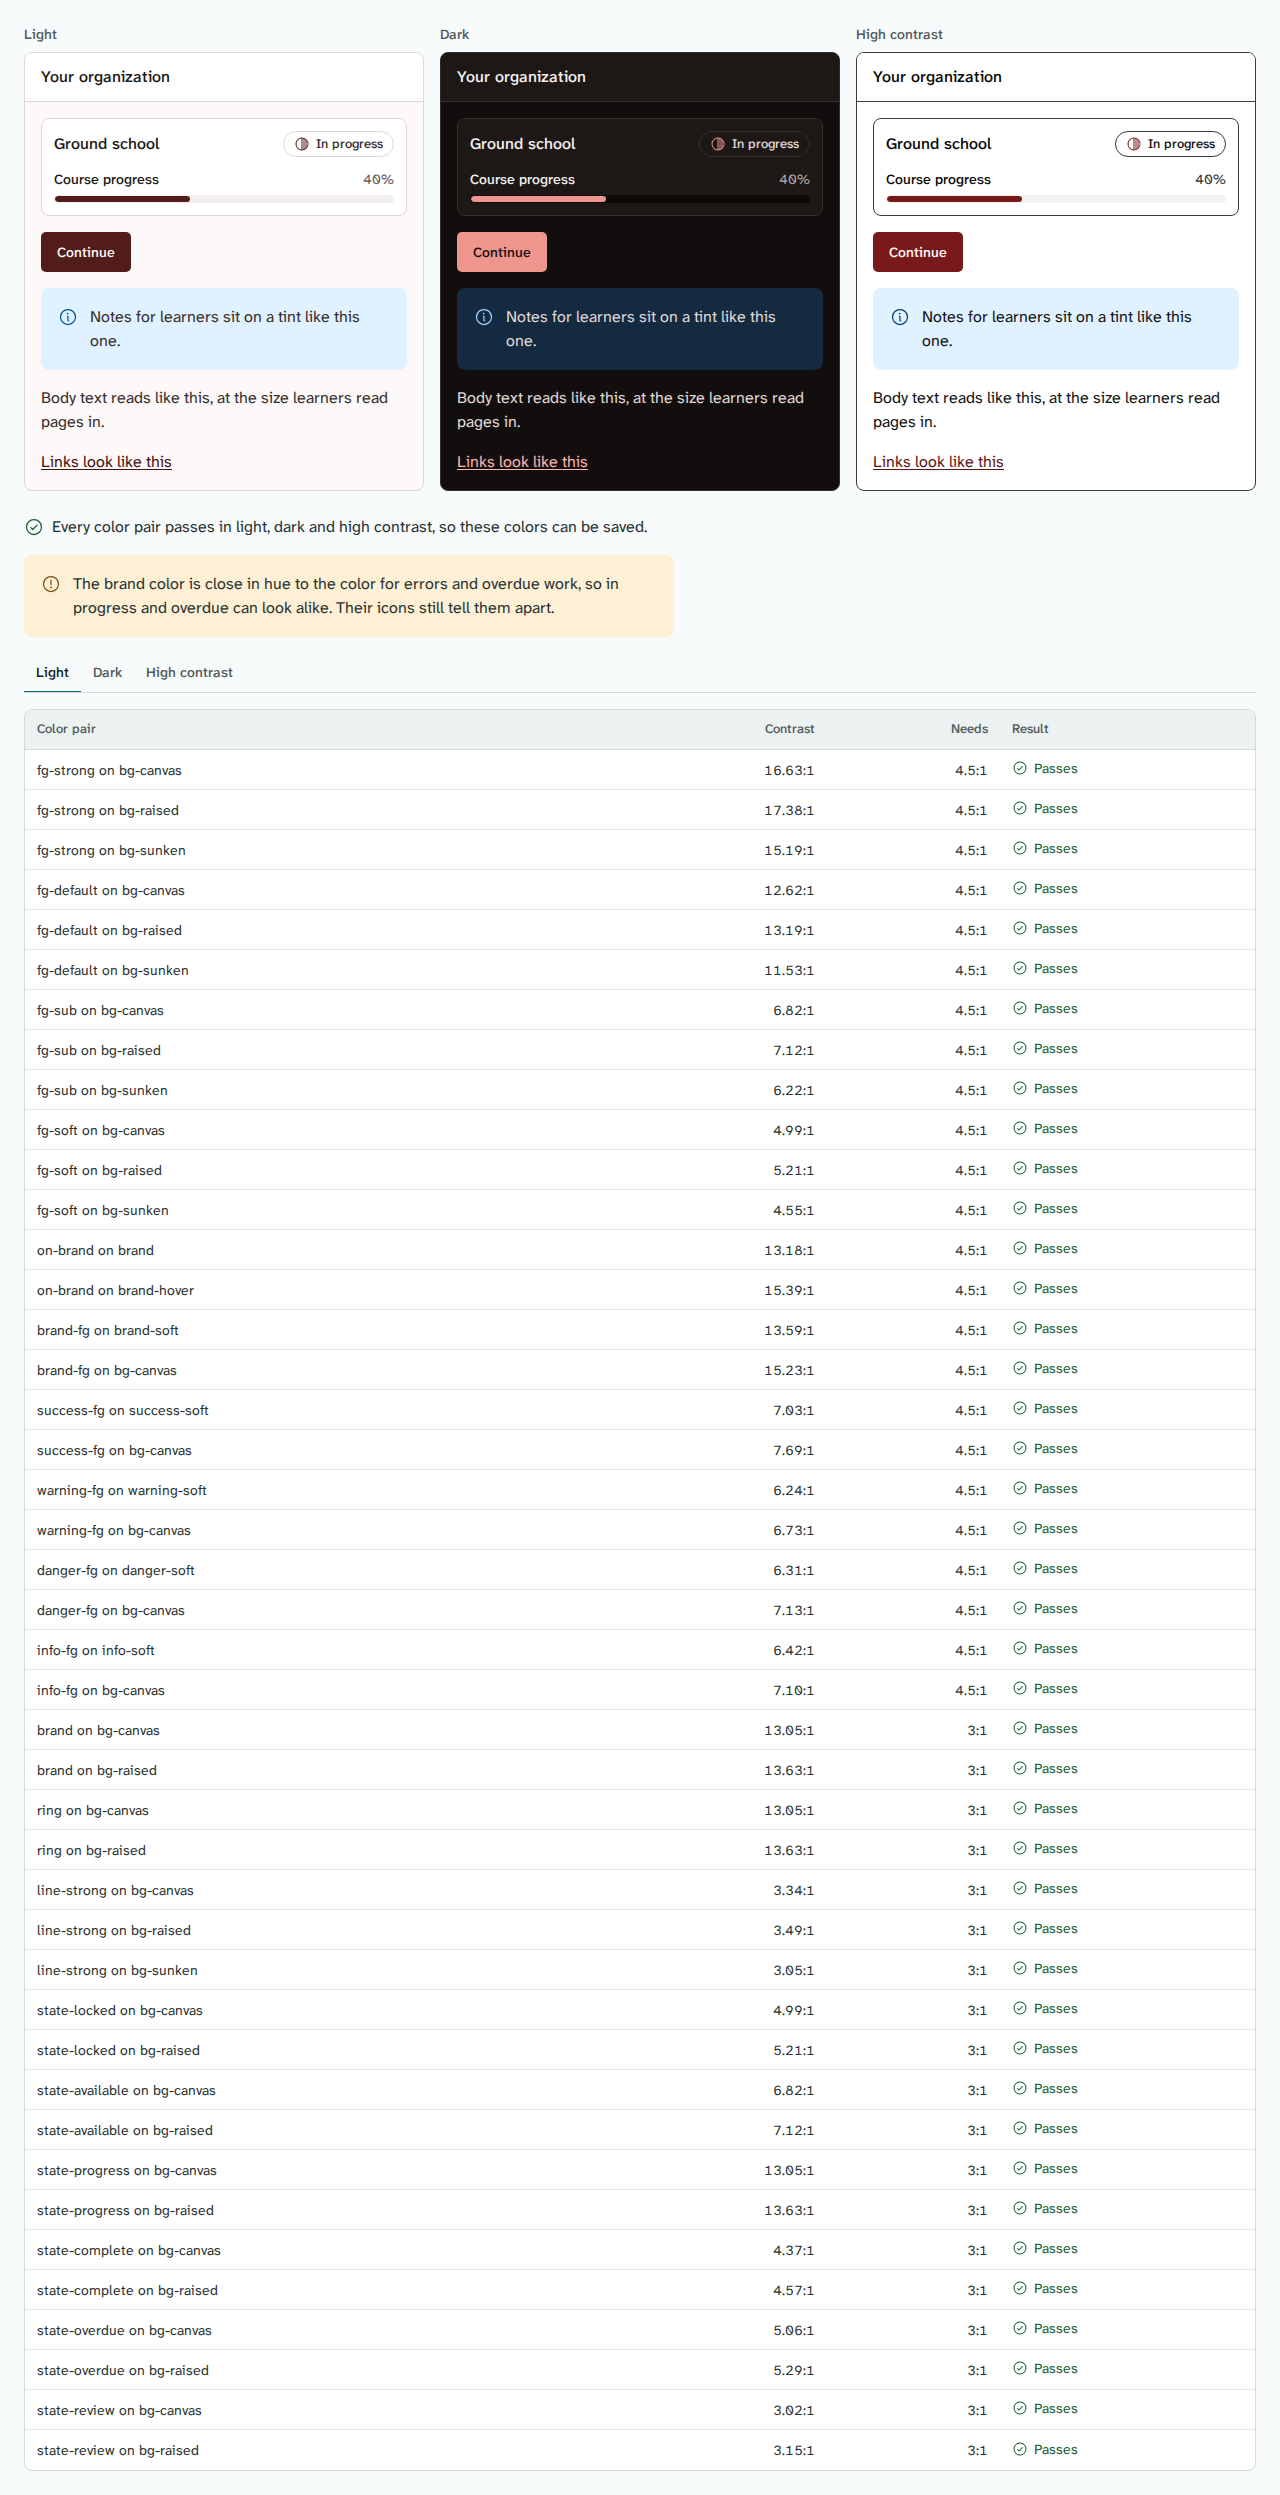 Light
Dark
High contrast
Your organization
Ground school
In progress
Course progress
40%
Continue
Notes for learners sit on a tint like this
one.
Body text reads like this, at the size learners read
pages in.
Links look like this
Your organization
Ground school
In progress
Course progress
40%
Continue
Notes for learners sit on a tint like this
one.
Body text reads like this, at the size learners read
pages in.
Links look like this
Your organization
Ground school
In progress
Course progress
40%
Continue
Notes for learners sit on a tint like this
one.
Body text reads like this, at the size learners read
pages in.
Links look like this
Every color pair passes in light, dark and high contrast, so these colors can be saved.
The brand color is close in hue to the color for errors and overdue work, so in
progress and overdue can look alike. Their icons still tell them apart.
Light Dark High contrast
Color pair Contrast Needs Result
fg-strong on bg-canvas 16.63:1 4.5:1 Passes
fg-strong on bg-raised 17.38:1 4.5:1 Passes
fg-strong on bg-sunken 15.19:1 4.5:1 Passes
fg-default on bg-canvas 12.62:1 4.5:1 Passes
fg-default on bg-raised 13.19:1 4.5:1 Passes
fg-default on bg-sunken 11.53:1 4.5:1 Passes
fg-sub on bg-canvas 6.82:1 4.5:1 Passes
fg-sub on bg-raised 7.12:1 4.5:1 Passes
fg-sub on bg-sunken 6.22:1 4.5:1 Passes
fg-soft on bg-canvas 4.99:1 4.5:1 Passes
fg-soft on bg-raised 5.21:1 4.5:1 Passes
fg-soft on bg-sunken 4.55:1 4.5:1 Passes
on-brand on brand 13.18:1 4.5:1 Passes
on-brand on brand-hover 15.39:1 4.5:1 Passes
brand-fg on brand-soft 13.59:1 4.5:1 Passes
brand-fg on bg-canvas 15.23:1 4.5:1 Passes
success-fg on success-soft 7.03:1 4.5:1 Passes
success-fg on bg-canvas 7.69:1 4.5:1 Passes
warning-fg on warning-soft 6.24:1 4.5:1 Passes
warning-fg on bg-canvas 6.73:1 4.5:1 Passes
danger-fg on danger-soft 6.31:1 4.5:1 Passes
danger-fg on bg-canvas 7.13:1 4.5:1 Passes
info-fg on info-soft 6.42:1 4.5:1 Passes
info-fg on bg-canvas 7.10:1 4.5:1 Passes
brand on bg-canvas 13.05:1 3:1 Passes
brand on bg-raised 13.63:1 3:1 Passes
ring on bg-canvas 13.05:1 3:1 Passes
ring on bg-raised 13.63:1 3:1 Passes
line-strong on bg-canvas 3.34:1 3:1 Passes
line-strong on bg-raised 3.49:1 3:1 Passes
line-strong on bg-sunken 3.05:1 3:1 Passes
state-locked on bg-canvas 4.99:1 3:1 Passes
state-locked on bg-raised 5.21:1 3:1 Passes
state-available on bg-canvas 6.82:1 3:1 Passes
state-available on bg-raised 7.12:1 3:1 Passes
state-progress on bg-canvas 13.05:1 3:1 Passes
state-progress on bg-raised 13.63:1 3:1 Passes
state-complete on bg-canvas 4.37:1 3:1 Passes
state-complete on bg-raised 4.57:1 3:1 Passes
state-overdue on bg-canvas 5.06:1 3:1 Passes
state-overdue on bg-raised 5.29:1 3:1 Passes
state-review on bg-canvas 3.02:1 3:1 Passes
state-review on bg-raised 3.15:1 3:1 Passes